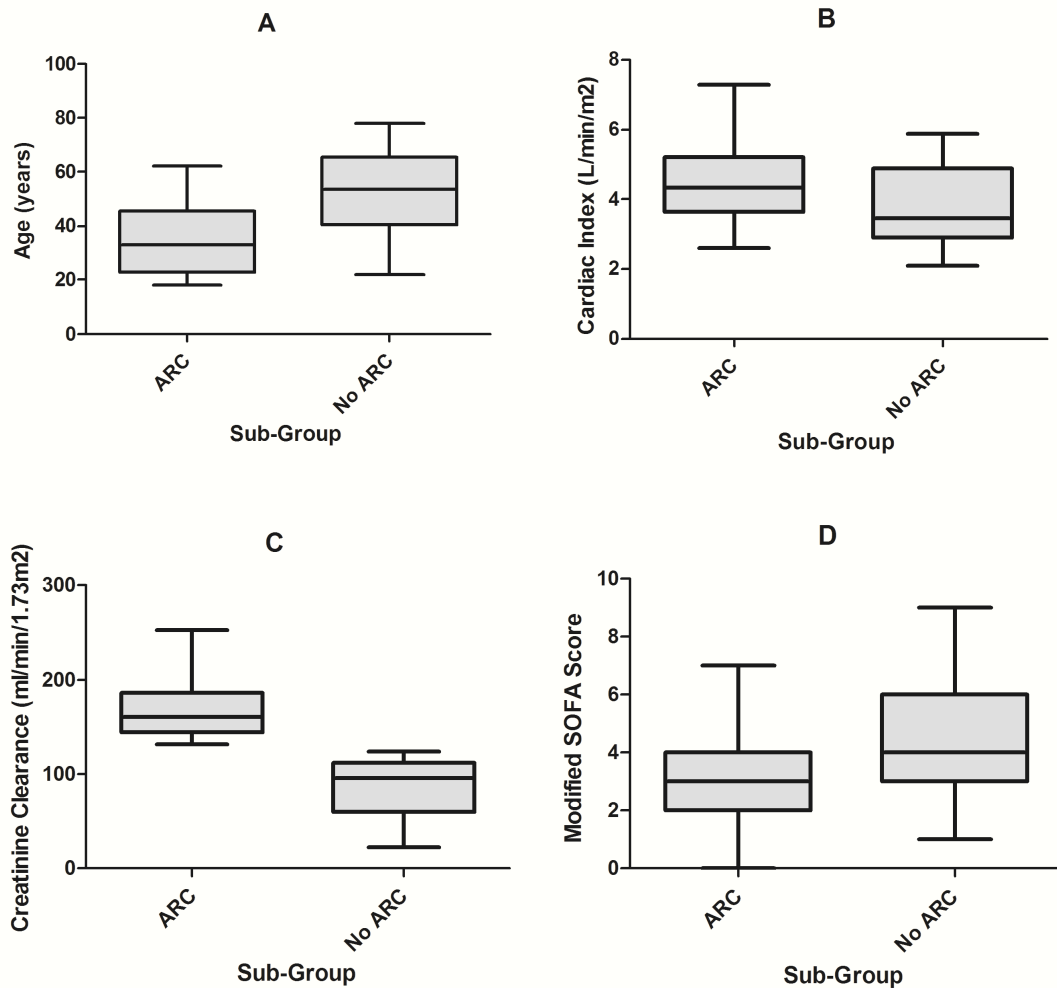 A
Age (years)
100
80
60
40
20
0
ARC
No ARC
Sub-Group
B
Cardiac Index (L/min/m2)
8
6
4
2
0
ARC
No ARC
Sub-Group
C
Creatinine Clearance (ml/min/1.73m2)
300
200
100
0
ARC
No ARC
Sub-Group
D
Modified SOFA Score
10
8
6
4
2
0
ARC
No ARC
Sub-Group